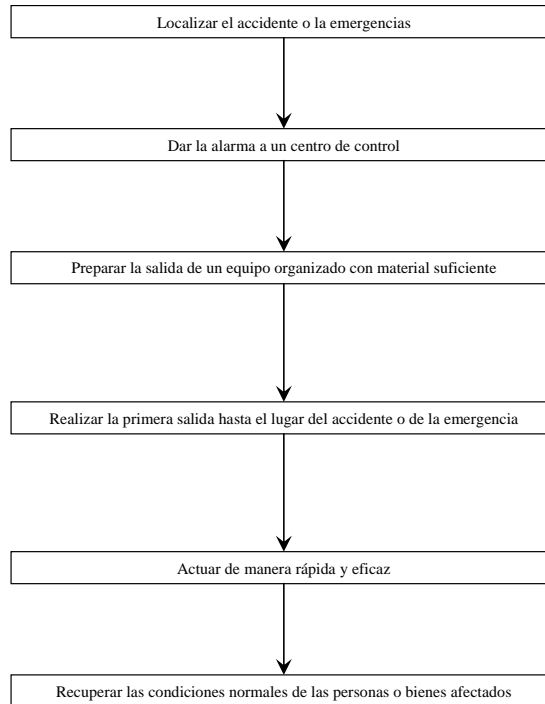 Localizar el accidente o la emergencias
Dar la alarma a un centro de control
Preparar la salida de un equipo organizado con material suficiente
Realizar la primera salida hasta el lugar del accidente o de la emergencia
Actuar de manera rápida y eficaz
Recuperar las condiciones normales de las personas o bienes afectados